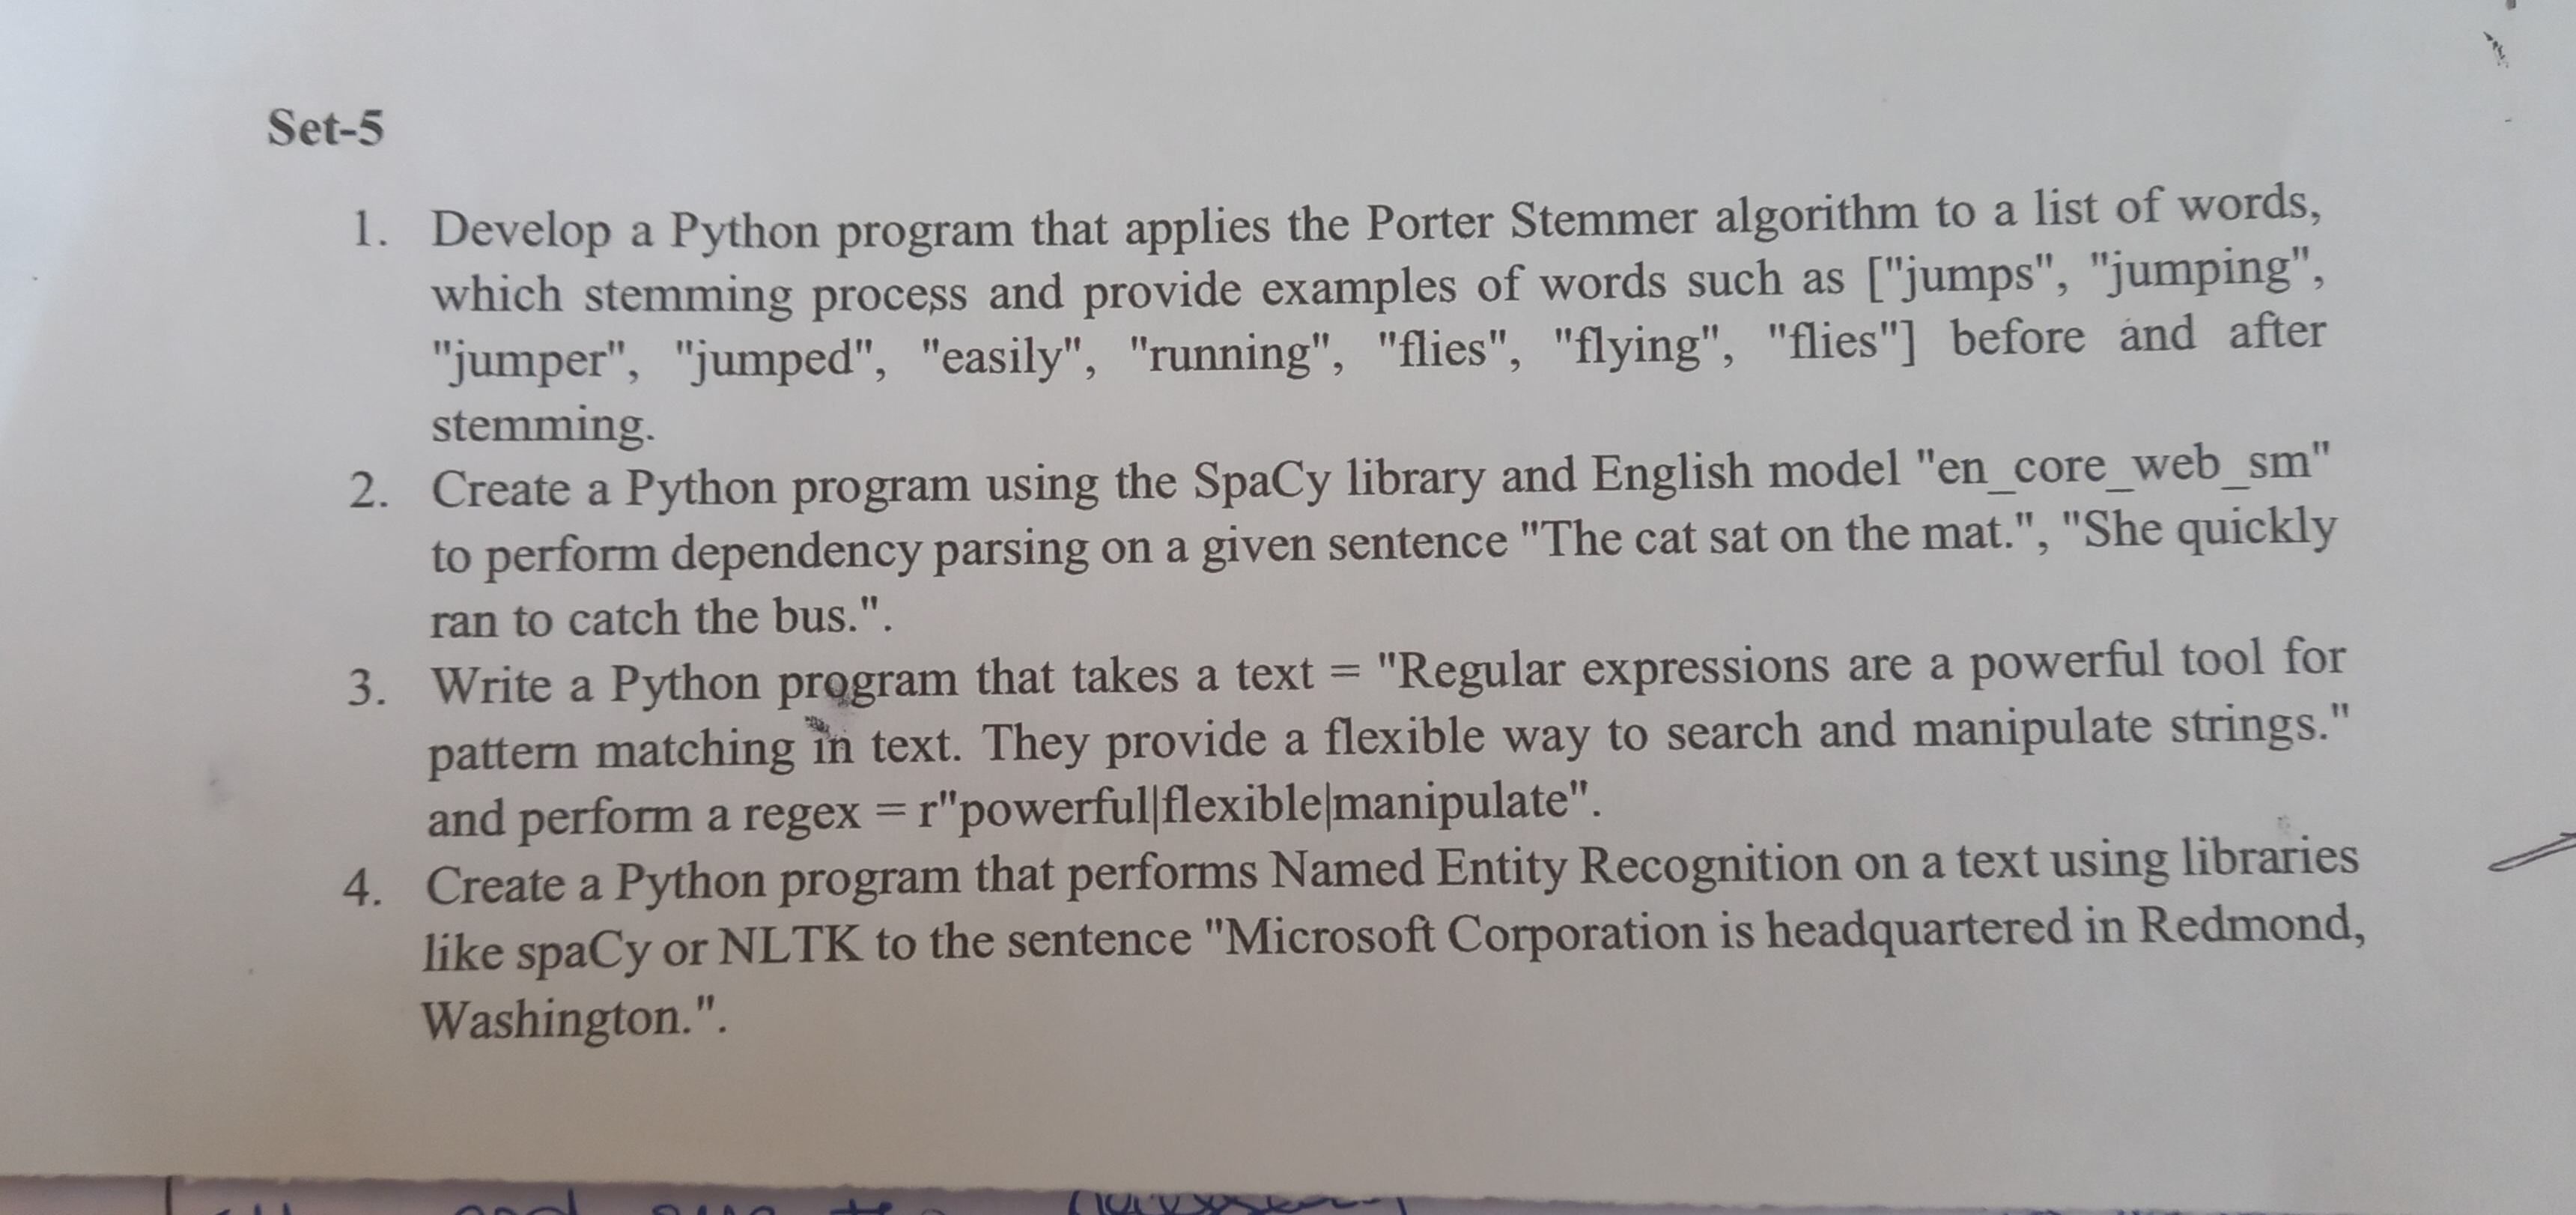 Set-5
1. Develop a Python program that applies the Porter Stemmer algorithm to a list of words,
which stemming process and provide examples of words such as ["jumps", "jumping",
"jumper", "jumped", "easily", "running", "flies", "flying", "flies"] before and after
stemming.
2. Create a Python program using the SpaCy library and English model "en_core_web_sm"
to perform dependency parsing on a given sentence "The cat sat on the mat.", "She quickly
ran to catch the bus.".
3. Write a Python program that takes a text = "Regular expressions are a powerful tool for
pattern matching in text. They provide a flexible way to search and manipulate strings."
and perform a regex = r"powerful|flexible|manipulate".
4. Create a Python program that performs Named Entity Recognition on a text using libraries
like spaCy or NLTK to the sentence "Microsoft Corporation is headquartered in Redmond,
Washington.".